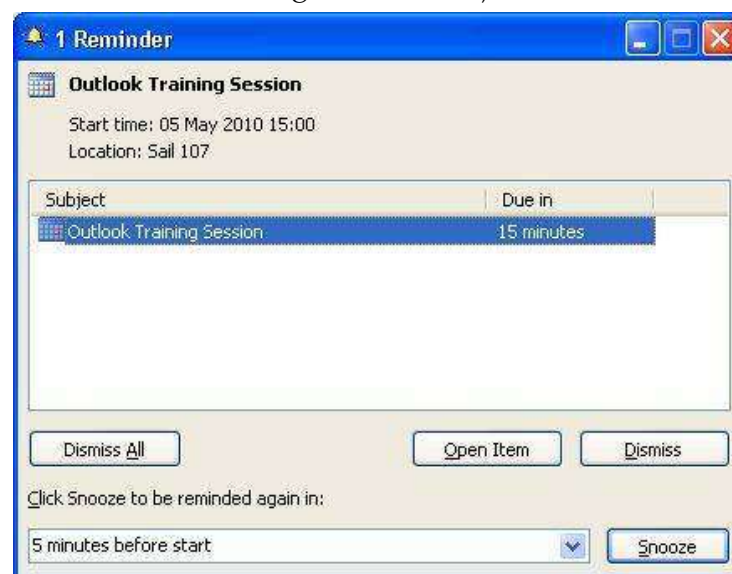 1 Reminder
Outlook Training Session
Start time: 05 May 2010 15:00
Location: Sail 107
Subject Due in
Outlook Training Session 15 minutes
Dismiss All Open Item Dismiss
Click Snooze to be reminded again in:
5 minutes before start Snooze